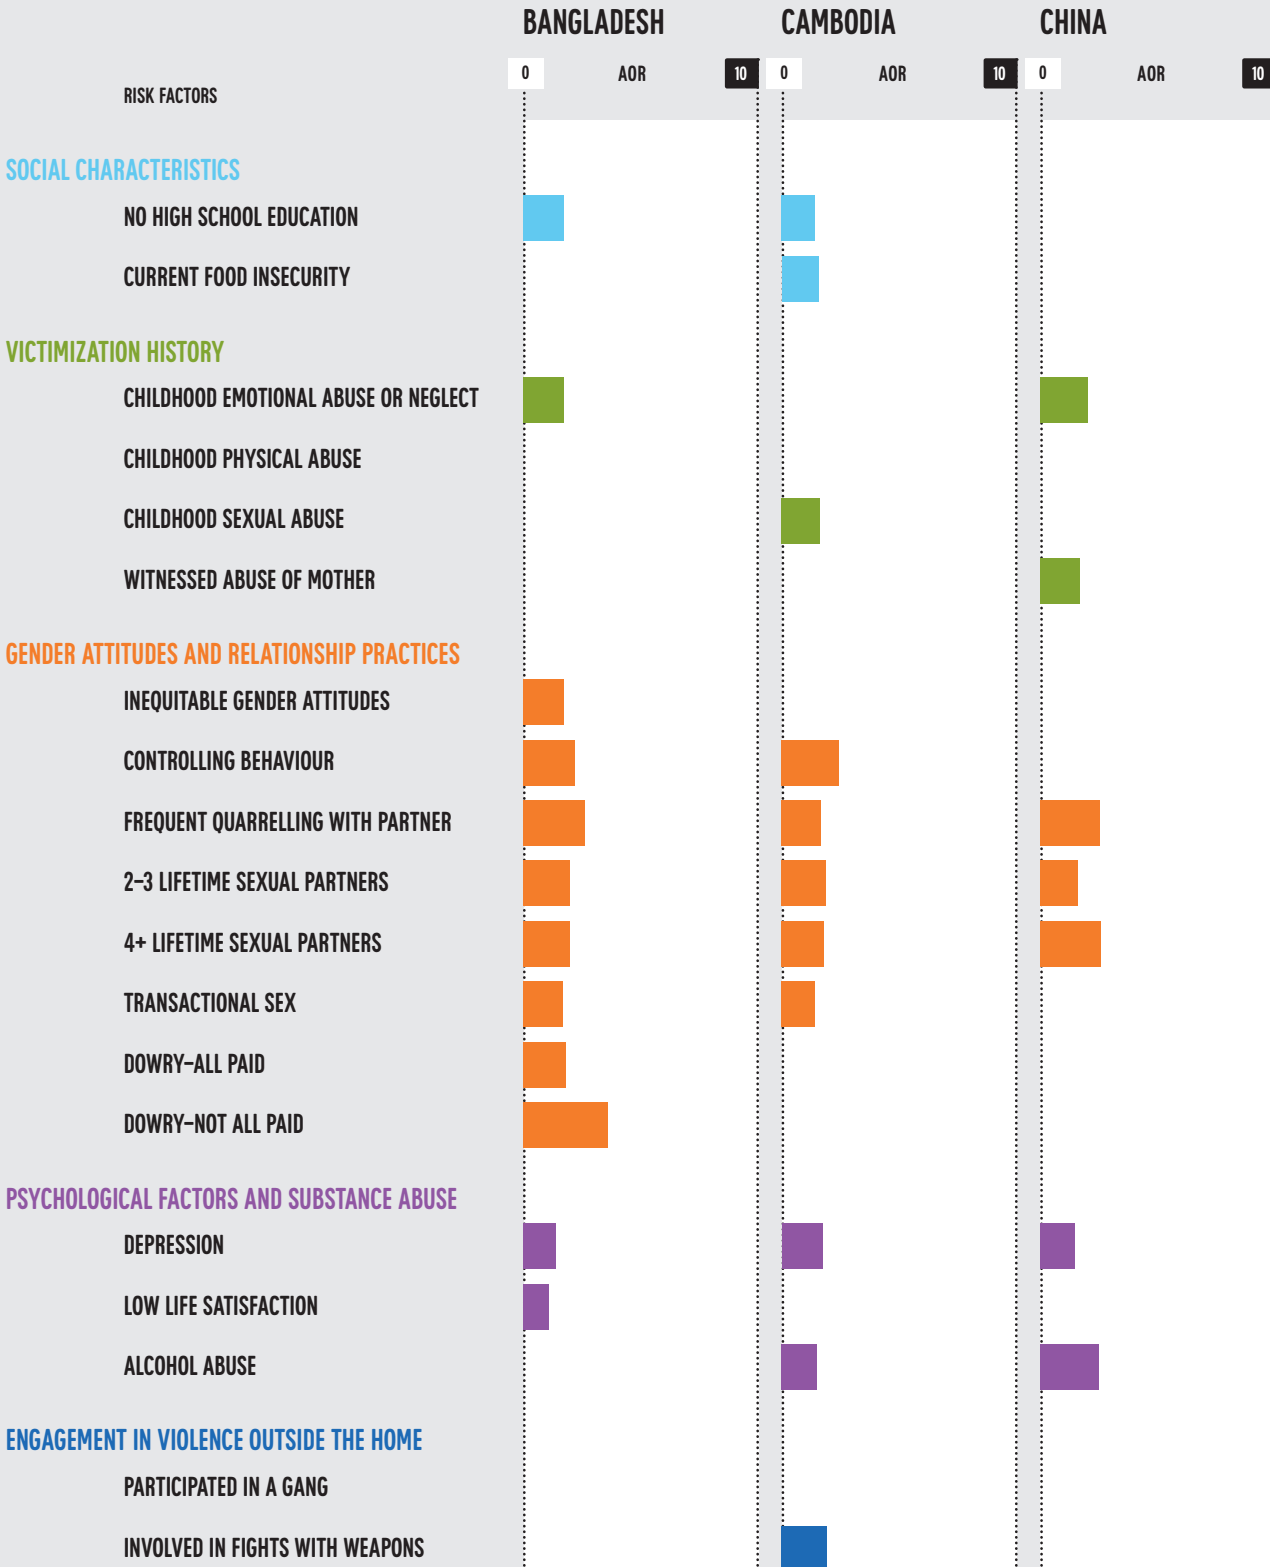 BANGLADESH CAMBODIA CHINA
0 AOR 10 0 AOR 10 0 AOR 10
RISK FACTORS
SOCIAL CHARACTERISTICS
NO HIGH SCHOOL EDUCATION
CURRENT FOOD INSECURITY
VICTIMIZATION HISTORY
CHILDHOOD EMOTIONAL ABUSE OR NEGLECT
CHILDHOOD PHYSICAL ABUSE
CHILDHOOD SEXUAL ABUSE
WITNESSED ABUSE OF MOTHER
GENDER ATTITUDES AND RELATIONSHIP PRACTICES
INEQUITABLE GENDER ATTITUDES
CONTROLLING BEHAVIOUR
FREQUENT QUARRELLING WITH PARTNER
2–3 LIFETIME SEXUAL PARTNERS
4+ LIFETIME SEXUAL PARTNERS
TRANSACTIONAL SEX
DOWRY–ALL PAID
DOWRY–NOT ALL PAID
PSYCHOLOGICAL FACTORS AND SUBSTANCE ABUSE
DEPRESSION
LOW LIFE SATISFACTION
ALCOHOL ABUSE
ENGAGEMENT IN VIOLENCE OUTSIDE THE HOME
PARTICIPATED IN A GANG
INVOLVED IN FIGHTS WITH WEAPONS